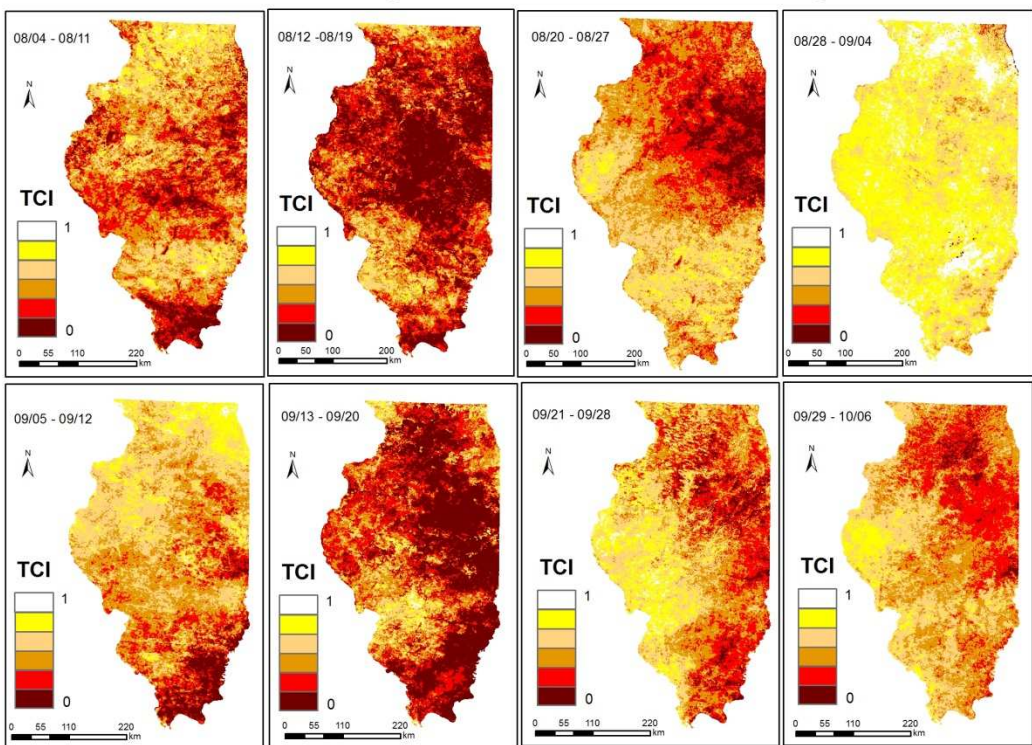 08/04 - 08/11
N
TCI
1
0
0 55 110 220
km
08/12 -08/19
N
TCI
1
0
0 50 100 200
km
08/20 - 08/27
N
TCI
1
0
0 50 100 200
km
08/28 - 09/04
N
TCI
1
0
0 50 100 200
km
09/05 - 09/12
N
TCI
1
0
0 55 110 220
km
09/13 - 09/20
N
TCI
1
0
0 55 110 220
km
09/21 - 09/28
N
TCI
1
0
0 55 110 220
km
09/29 - 10/06
N
TCI
1
0
0 55 110 220
km